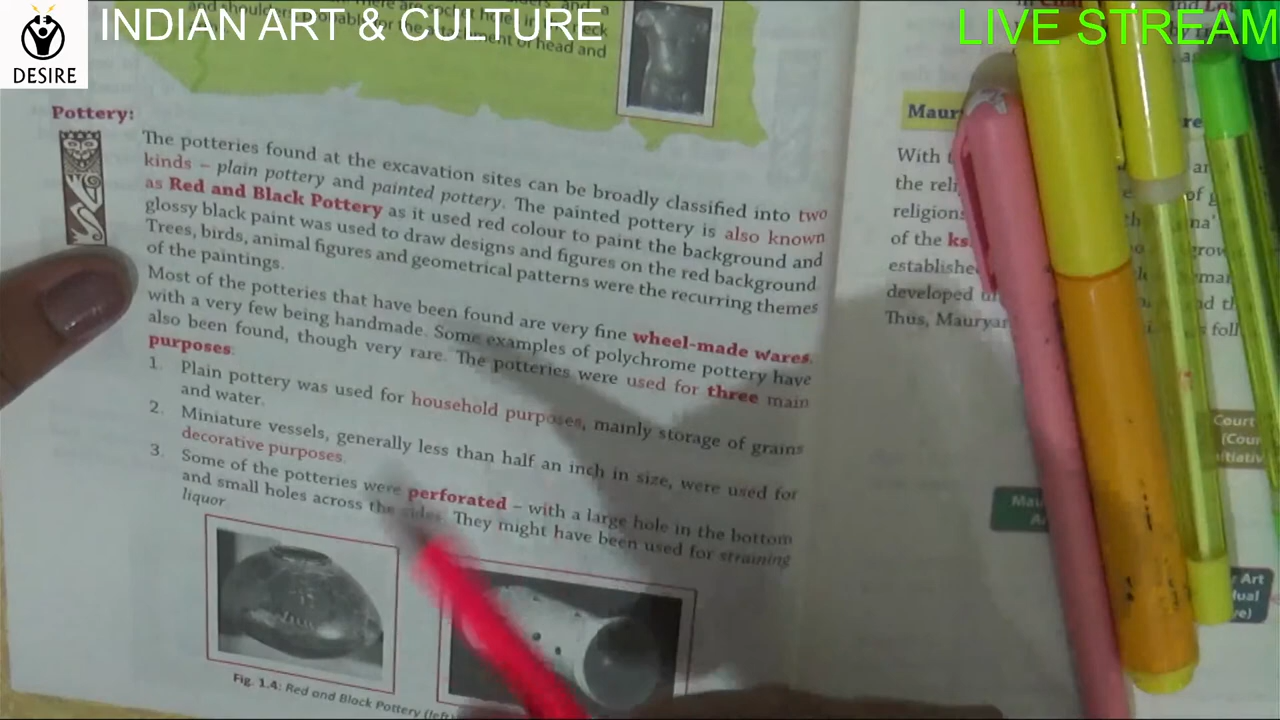 INDIAN ART & CULTURE
LIVE STREAM
DESIRE
and shoulders
of head and
Pottery:
The potteries found at the excavation sites can be broadly classified into two
kinds – plain pottery and painted pottery. The painted pottery is also known
as Red and Black Pottery as it used red colour to paint the background and
glossy black paint was used to draw designs and figures on the red background
Trees, birds, animal figures and geometrical patterns were the recurring themes
of the paintings.
Most of the potteries that have been found are very fine wheel-made wares,
with a very few being handmade. Some examples of polychrome pottery have
also been found, though very rare. The potteries were used for three main
purposes:
1. Plain pottery was used for household purposes, mainly storage of grains
and water.
2. Miniature vessels, generally less than half an inch in size, were used for
decorative purposes.
3. Some of the potteries were perforated – with a large hole in the bottom
and small holes across the sides. They might have been used for straining
liquor
Fig. 1.4: Red and Black Pottery (left)
With
the
religions
of the
developed
Thus,
Court
Art